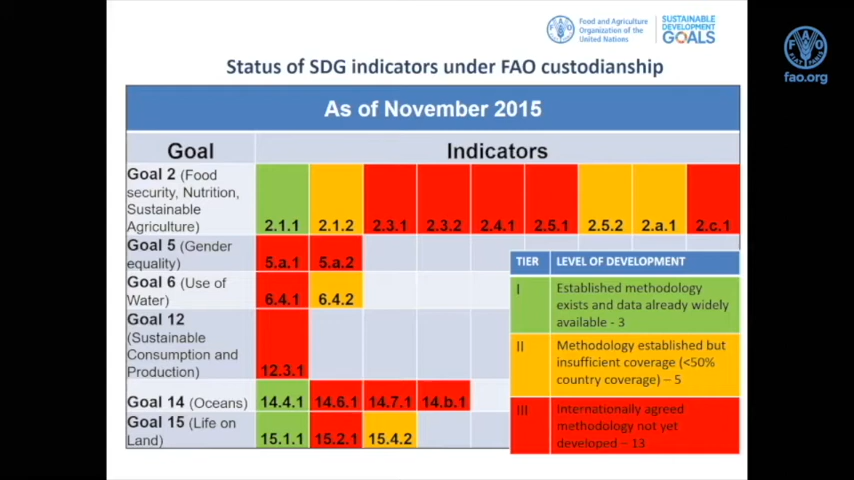 Food and Agriculture
Organization of the
United Nations
SUSTAINABLE
DEVELOPMENT
GOALS
FAO
FIAT PANIS
fao.org
Status of SDG indicators under FAO custodianship
As of November 2015
Goal Indicators
Goal 2 (Food
security, Nutrition,
Sustainable
Agriculture)
2.1.1 2.1.2 2.3.1 2.3.2 2.4.1 2.5.1 2.5.2 2.a.1 2.c.1
Goal 5 (Gender
equality)
5.a.1 5.a.2
Goal 6 (Use of
Water)
6.4.1 6.4.2
Goal 12
(Sustainable
Consumption and
Production)
12.3.1
Goal 14 (Oceans)
14.4.1 14.6.1 14.7.1 14.b.1
Goal 15 (Life on
Land)
15.1.1 15.2.1 15.4.2
TIER LEVEL OF DEVELOPMENT
I Established methodology
exists and data already widely
available - 3
II Methodology established but
insufficient coverage (<50%
country coverage) – 5
III Internationally agreed
methodology not yet
developed – 13